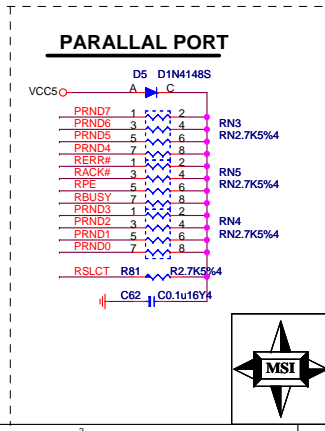 PARALLAL PORT
D5 D1N4148S
VCC5 A C
PRND7 1 2
PRND6 3 4 RN3
PRND5 5 6 RN2.7K5%4
PRND4 7 8
RERR# 1 2
RACK# 3 4 RN5
RPE 5 6 RN2.7K5%4
RBUSY 7 8
PRND3 1 2
PRND2 3 4 RN4
PRND1 5 6 RN2.7K5%4
PRND0 7 8
RSLCT R81 R2.7K5%4
C62 C0.1u16Y4
MSI